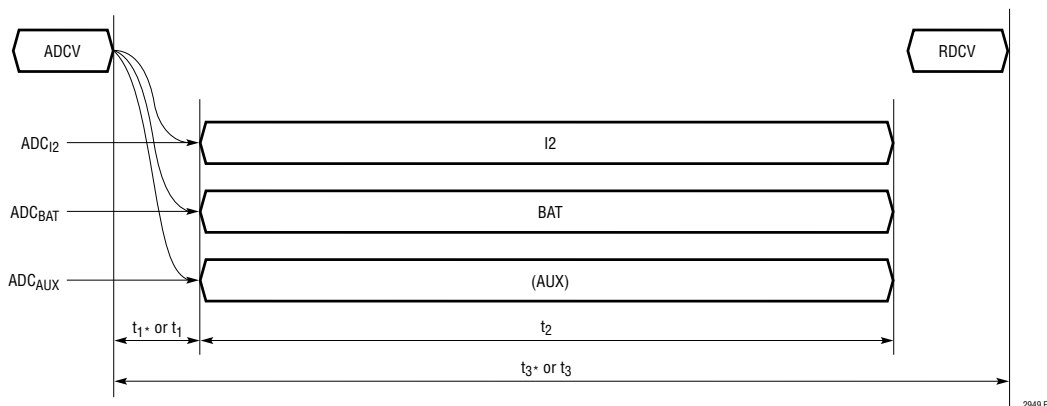 ADCV RDCV
ADCI2 I2
ADCBAT BAT
ADCAUX (AUX)
t1* or t1 t2
t3* or t3